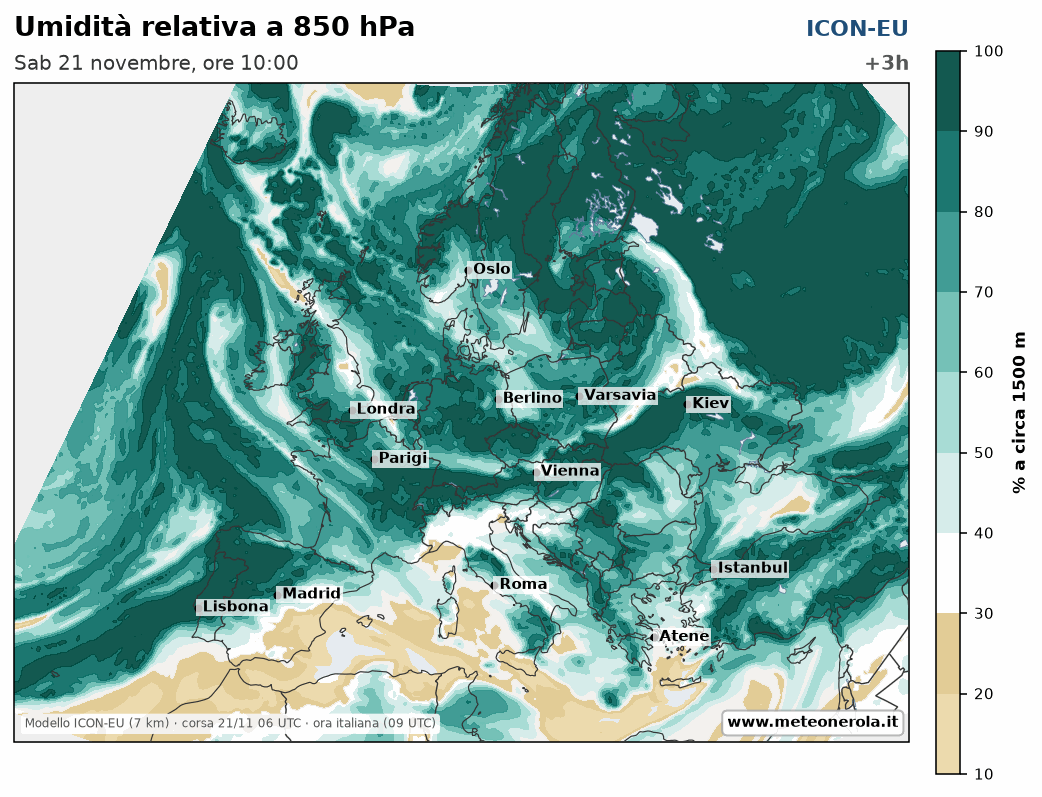 Umidità relativa a 850 hPa
ICON-EU
Sab 21 novembre, ore 10:00
+3h
100
90
80
70
60
50
40
30
20
10
% a circa 1500 m
Oslo
Berlino
Varsavia
Kiev
Londra
Parigi
Vienna
Istanbul
Roma
Madrid
Lisbona
Atene
Modello ICON-EU (7 km) · corsa 21/11 06 UTC · ora italiana (09 UTC)
www.meteonerola.it